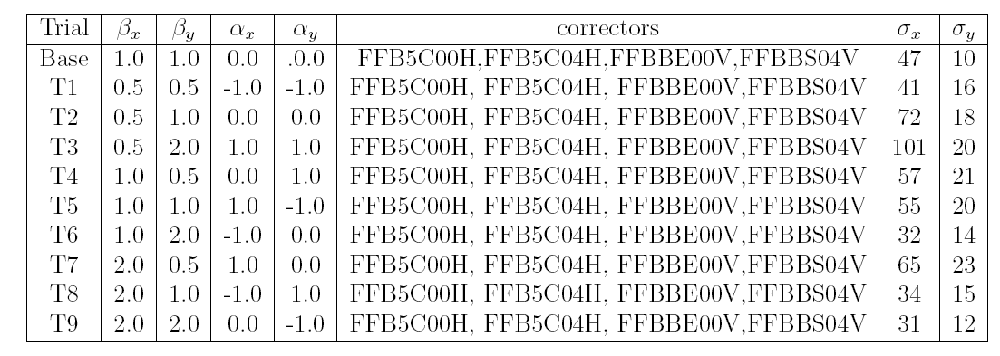 Trial βx βy αx αy correctors σx σy
Base 1.0 1.0 0.0 .0.0 FFB5C00H,FFB5C04H,FFBBE00V,FFBBS04V 47 10
T1 0.5 0.5 -1.0 -1.0 FFB5C00H, FFB5C04H, FFBBE00V,FFBBS04V 41 16
T2 0.5 1.0 0.0 0.0 FFB5C00H, FFB5C04H, FFBBE00V,FFBBS04V 72 18
T3 0.5 2.0 1.0 1.0 FFB5C00H, FFB5C04H, FFBBE00V,FFBBS04V 101 20
T4 1.0 0.5 0.0 1.0 FFB5C00H, FFB5C04H, FFBBE00V,FFBBS04V 57 21
T5 1.0 1.0 1.0 -1.0 FFB5C00H, FFB5C04H, FFBBE00V,FFBBS04V 55 20
T6 1.0 2.0 -1.0 0.0 FFB5C00H, FFB5C04H, FFBBE00V,FFBBS04V 32 14
T7 2.0 0.5 1.0 0.0 FFB5C00H, FFB5C04H, FFBBE00V,FFBBS04V 65 23
T8 2.0 1.0 -1.0 1.0 FFB5C00H, FFB5C04H, FFBBE00V,FFBBS04V 34 15
T9 2.0 2.0 0.0 -1.0 FFB5C00H, FFB5C04H, FFBBE00V,FFBBS04V 31 12